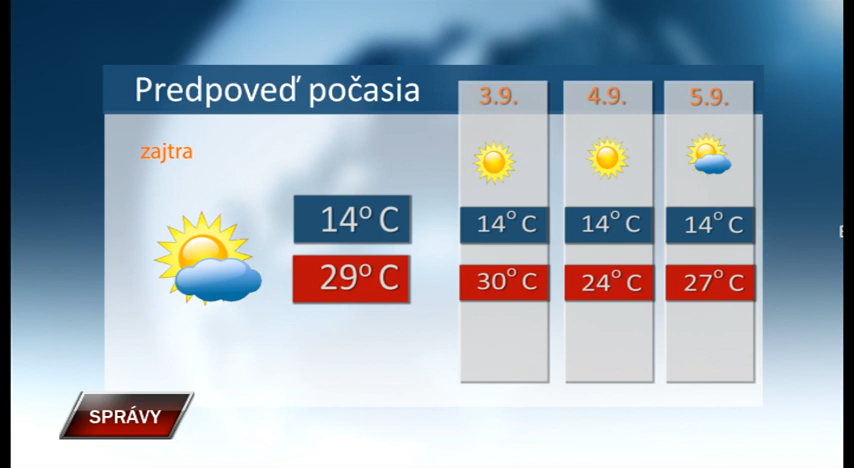 Predpoveď počasia
zajtra
14° C
29° C
3.9. 4.9. 5.9.
14° C 14° C 14° C
30° C 24° C 27° C
SPRÁVY